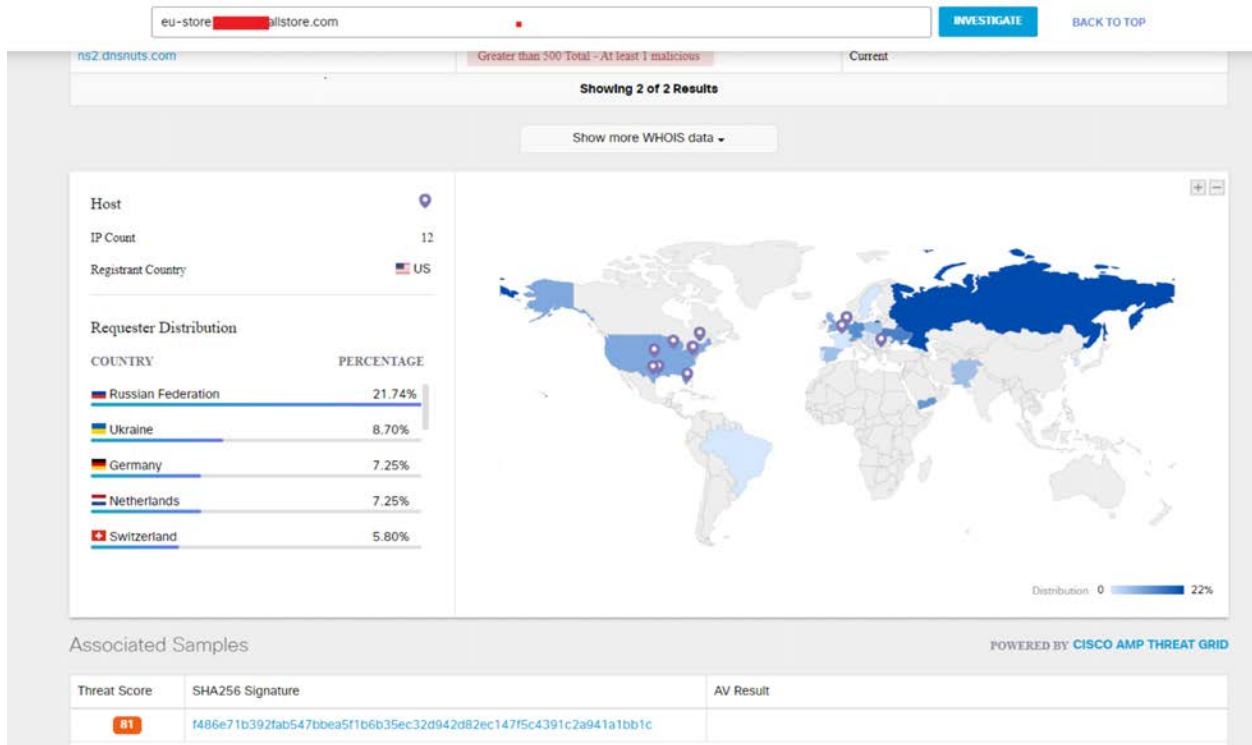 eu-store allstore.com
INVESTIGATE
BACK TO TOP
ns2.dnsnuts.com Greater than 500 Total - At least 1 malicious Current
Showing 2 of 2 Results
Show more WHOIS data
Host
IP Count 12
Registrant Country US
Requester Distribution
COUNTRY PERCENTAGE
Russian Federation 21.74%
Ukraine 8.70%
Germany 7.25%
Netherlands 7.25%
Switzerland 5.80%
+ −
Distribution 0 22%
Associated Samples
POWERED BY CISCO AMP THREAT GRID
Threat Score SHA256 Signature AV Result
81 f486e71b392fab547bbea5f1b6b35ec32d942d82ec147f5c4391c2a941a1bb1c